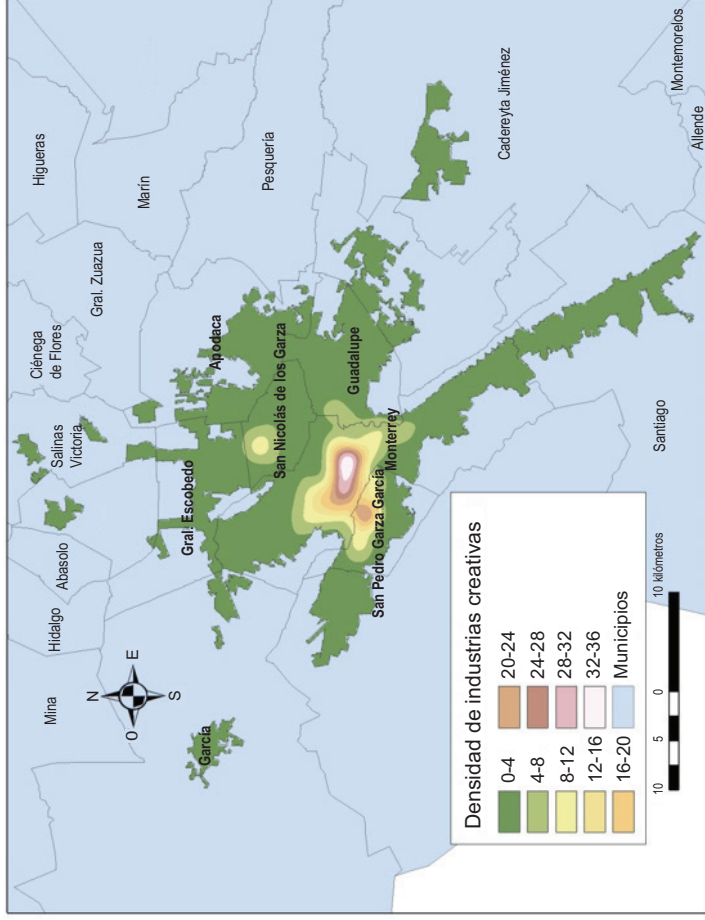 Mina
Hidalgo
Abasolo
Salinas
Victoria
Ciénega
de Flores
Gral. Zuazua
Higueras
Marín
Pesquería
Cadereyta Jiménez
Montemorelos
Allende
Santiago
García
Gral. Escobedo
Apodaca
San Nicolás de los Garza
Guadalupe
Monterrey
San Pedro Garza García
N
O
E
S
Densidad de industrias creativas
0-4
4-8
8-12
12-16
16-20
20-24
24-28
28-32
32-36
Municipios
10 5 0 10 kilómetros